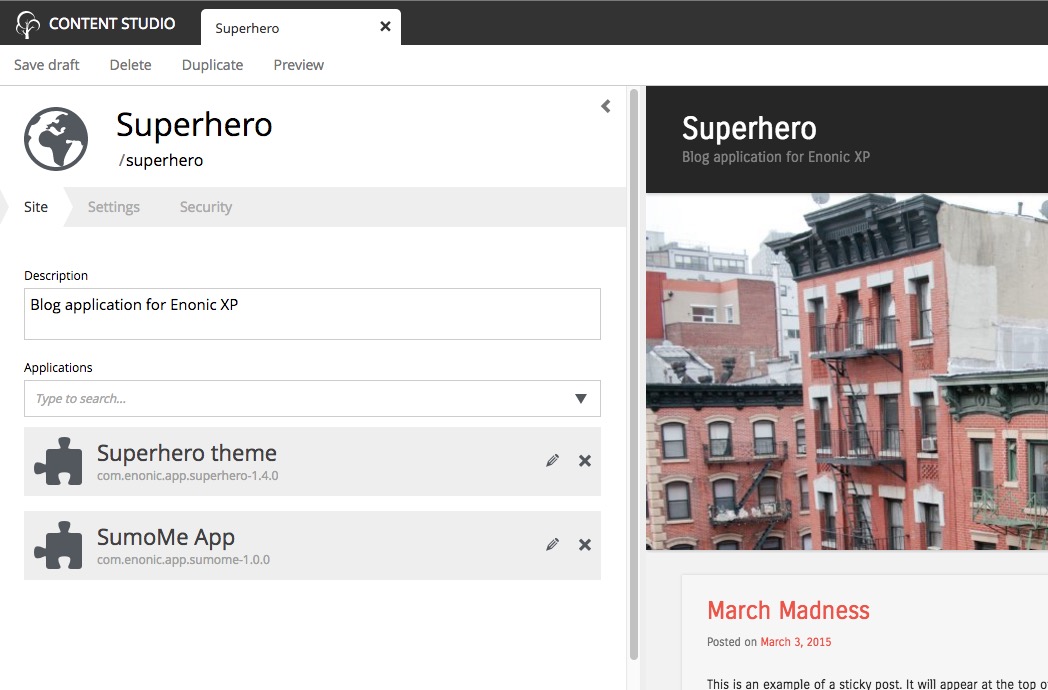 CONTENT STUDIO
Superhero
Save draft Delete Duplicate Preview
Superhero
/superhero
Site Settings Security
Description
Blog application for Enonic XP
Applications
Type to search...
Superhero theme
com.enonic.app.superhero-1.4.0
SumoMe App
com.enonic.app.sumome-1.0.0
Superhero
Blog application for Enonic XP
March Madness
Posted on March 3, 2015
This is an example of a sticky post. It will appear at the top o